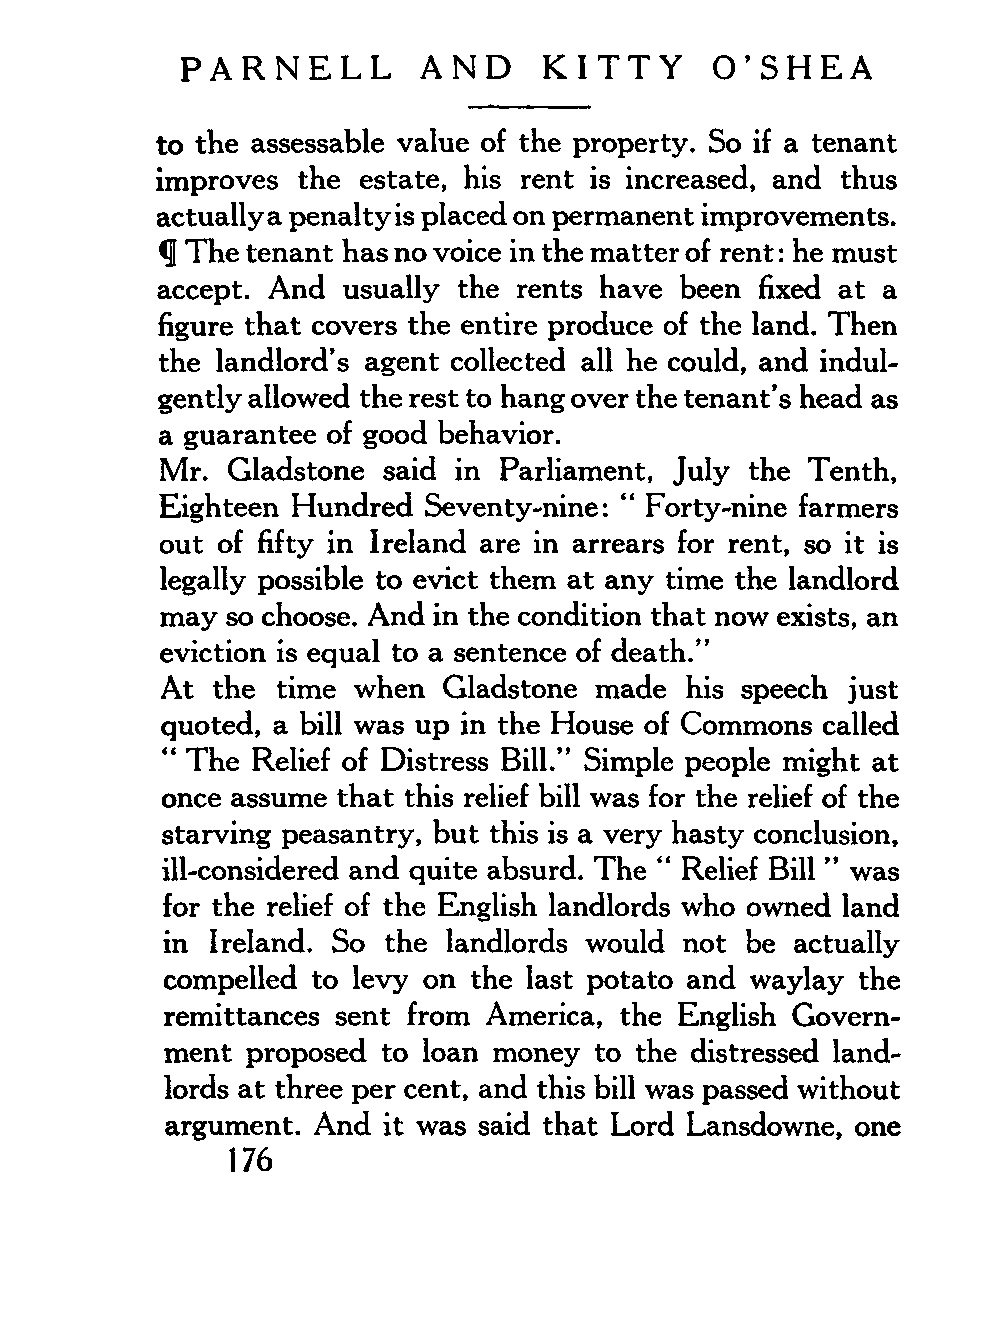 PARNELL AND KITTY O'SHEA
to the assessable value of the property. So if a tenant
improves the estate, his rent is increased, and thus
actually a penalty is placed on permanent improvements.
¶ The tenant has no voice in the matter of rent: he must
accept. And usually the rents have been fixed at a
figure that covers the entire produce of the land. Then
the landlord's agent collected all he could, and indul-
gently allowed the rest to hang over the tenant's head as
a guarantee of good behavior.
Mr. Gladstone said in Parliament, July the Tenth,
Eighteen Hundred Seventy-nine: “ Forty-nine farmers
out of fifty in Ireland are in arrears for rent, so it is
legally possible to evict them at any time the landlord
may so choose. And in the condition that now exists, an
eviction is equal to a sentence of death.”
At the time when Gladstone made his speech just
quoted, a bill was up in the House of Commons called
“ The Relief of Distress Bill.” Simple people might at
once assume that this relief bill was for the relief of the
starving peasantry, but this is a very hasty conclusion,
ill-considered and quite absurd. The “ Relief Bill ” was
for the relief of the English landlords who owned land
in Ireland. So the landlords would not be actually
compelled to levy on the last potato and waylay the
remittances sent from America, the English Govern-
ment proposed to loan money to the distressed land-
lords at three per cent, and this bill was passed without
argument. And it was said that Lord Lansdowne, one
176